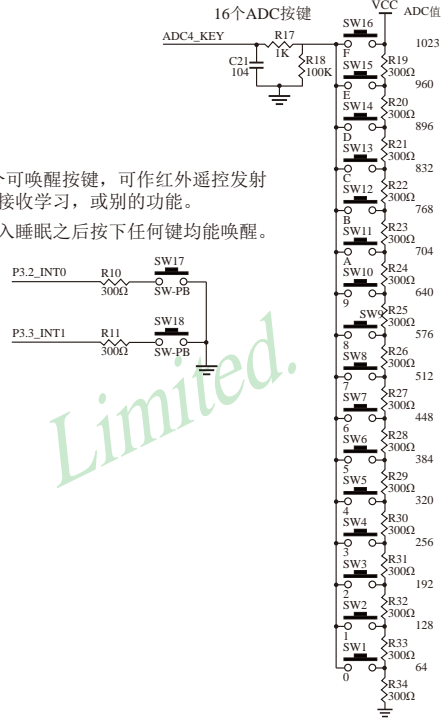 16个ADC按键
VCC
ADC值
ADC4_KEY
R17
1K
C21
104
R18
100K
SW16
F
1023
R19
300Ω
SW15
E
960
R20
300Ω
SW14
D
896
R21
300Ω
SW13
C
832
R22
300Ω
SW12
B
768
R23
300Ω
SW11
A
704
R24
300Ω
SW10
9
640
R25
300Ω
SW9
8
576
R26
300Ω
SW8
7
512
R27
300Ω
SW7
6
448
R28
300Ω
SW6
5
384
R29
300Ω
SW5
4
320
R30
300Ω
SW4
3
256
R31
300Ω
SW3
2
192
R32
300Ω
SW2
1
128
R33
300Ω
SW1
0
64
R34
300Ω
可唤醒按键，可作红外遥控发射
接收学习，或别的功能。
入睡眠之后按下任何键均能唤醒。
P3.2_INT0
R10
300Ω
SW17
SW-PB
P3.3_INT1
R11
300Ω
SW18
SW-PB
Limited.